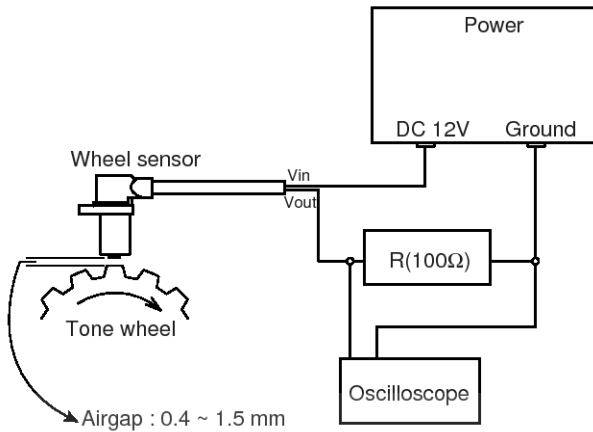 Power
DC 12V Ground
Wheel sensor
Vin
Vout
R(100Ω)
Tone wheel
Oscilloscope
Airgap : 0.4 ~ 1.5 mm